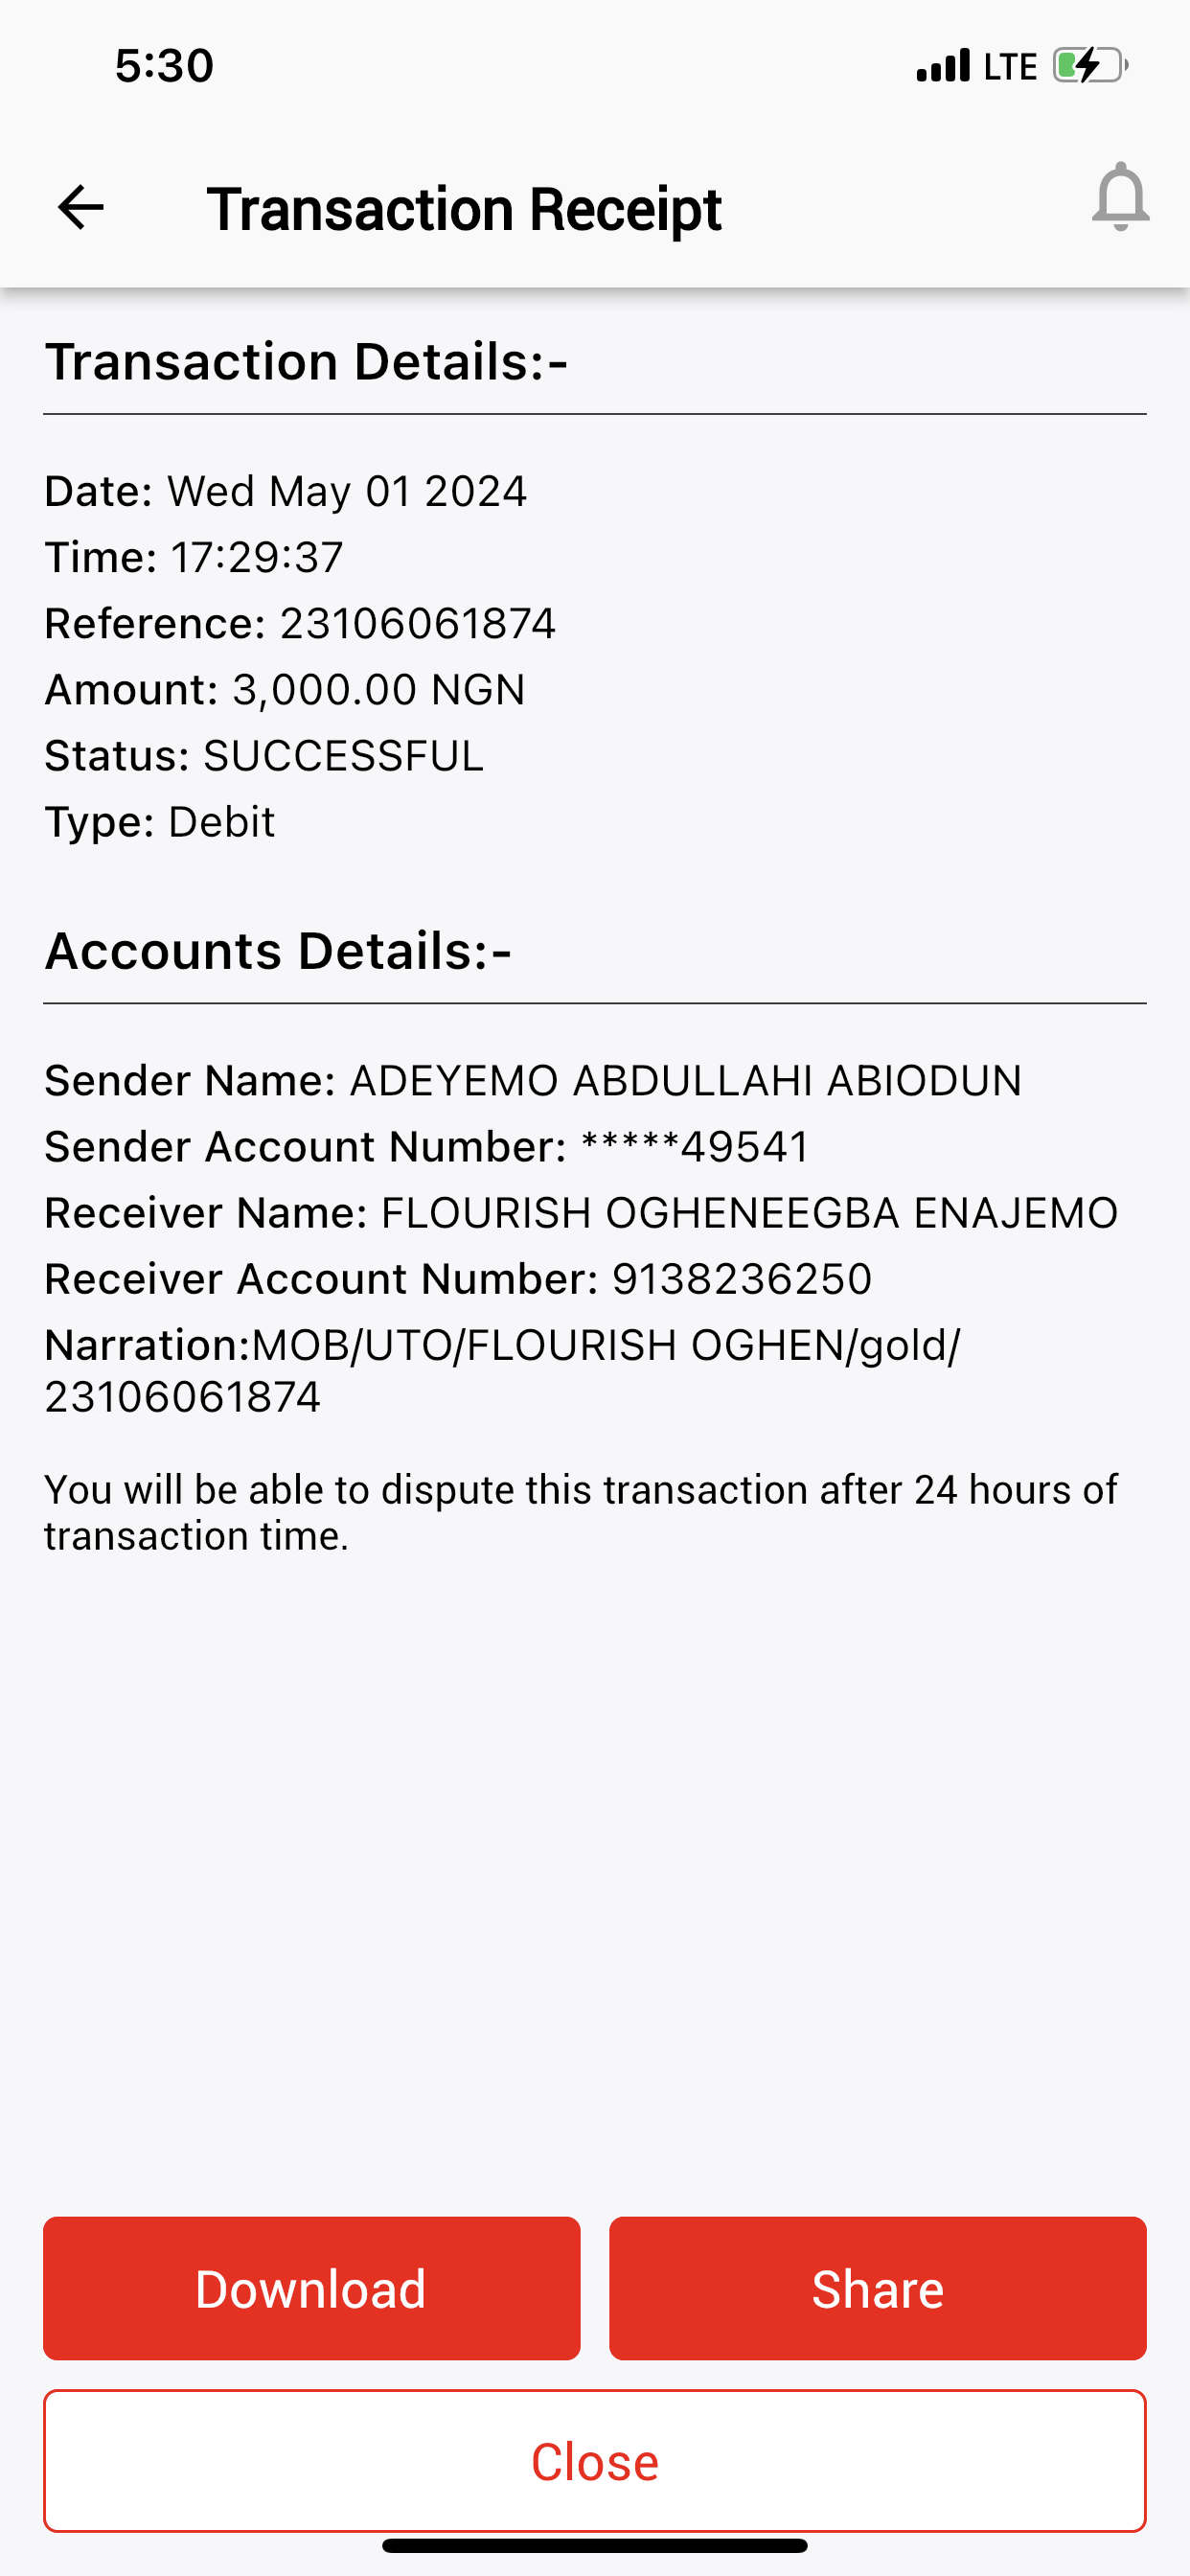 5:30
LTE
Transaction Receipt
Transaction Details:-
Date: Wed May 01 2024
Time: 17:29:37
Reference: 23106061874
Amount: 3,000.00 NGN
Status: SUCCESSFUL
Type: Debit
Accounts Details:-
Sender Name: ADEYEMO ABDULLAHI ABIODUN
Sender Account Number: *****49541
Receiver Name: FLOURISH OGHENEEGBA ENAJEMO
Receiver Account Number: 9138236250
Narration:MOB/UTO/FLOURISH OGHEN/gold/
23106061874
You will be able to dispute this transaction after 24 hours of
transaction time.
Download
Share
Close